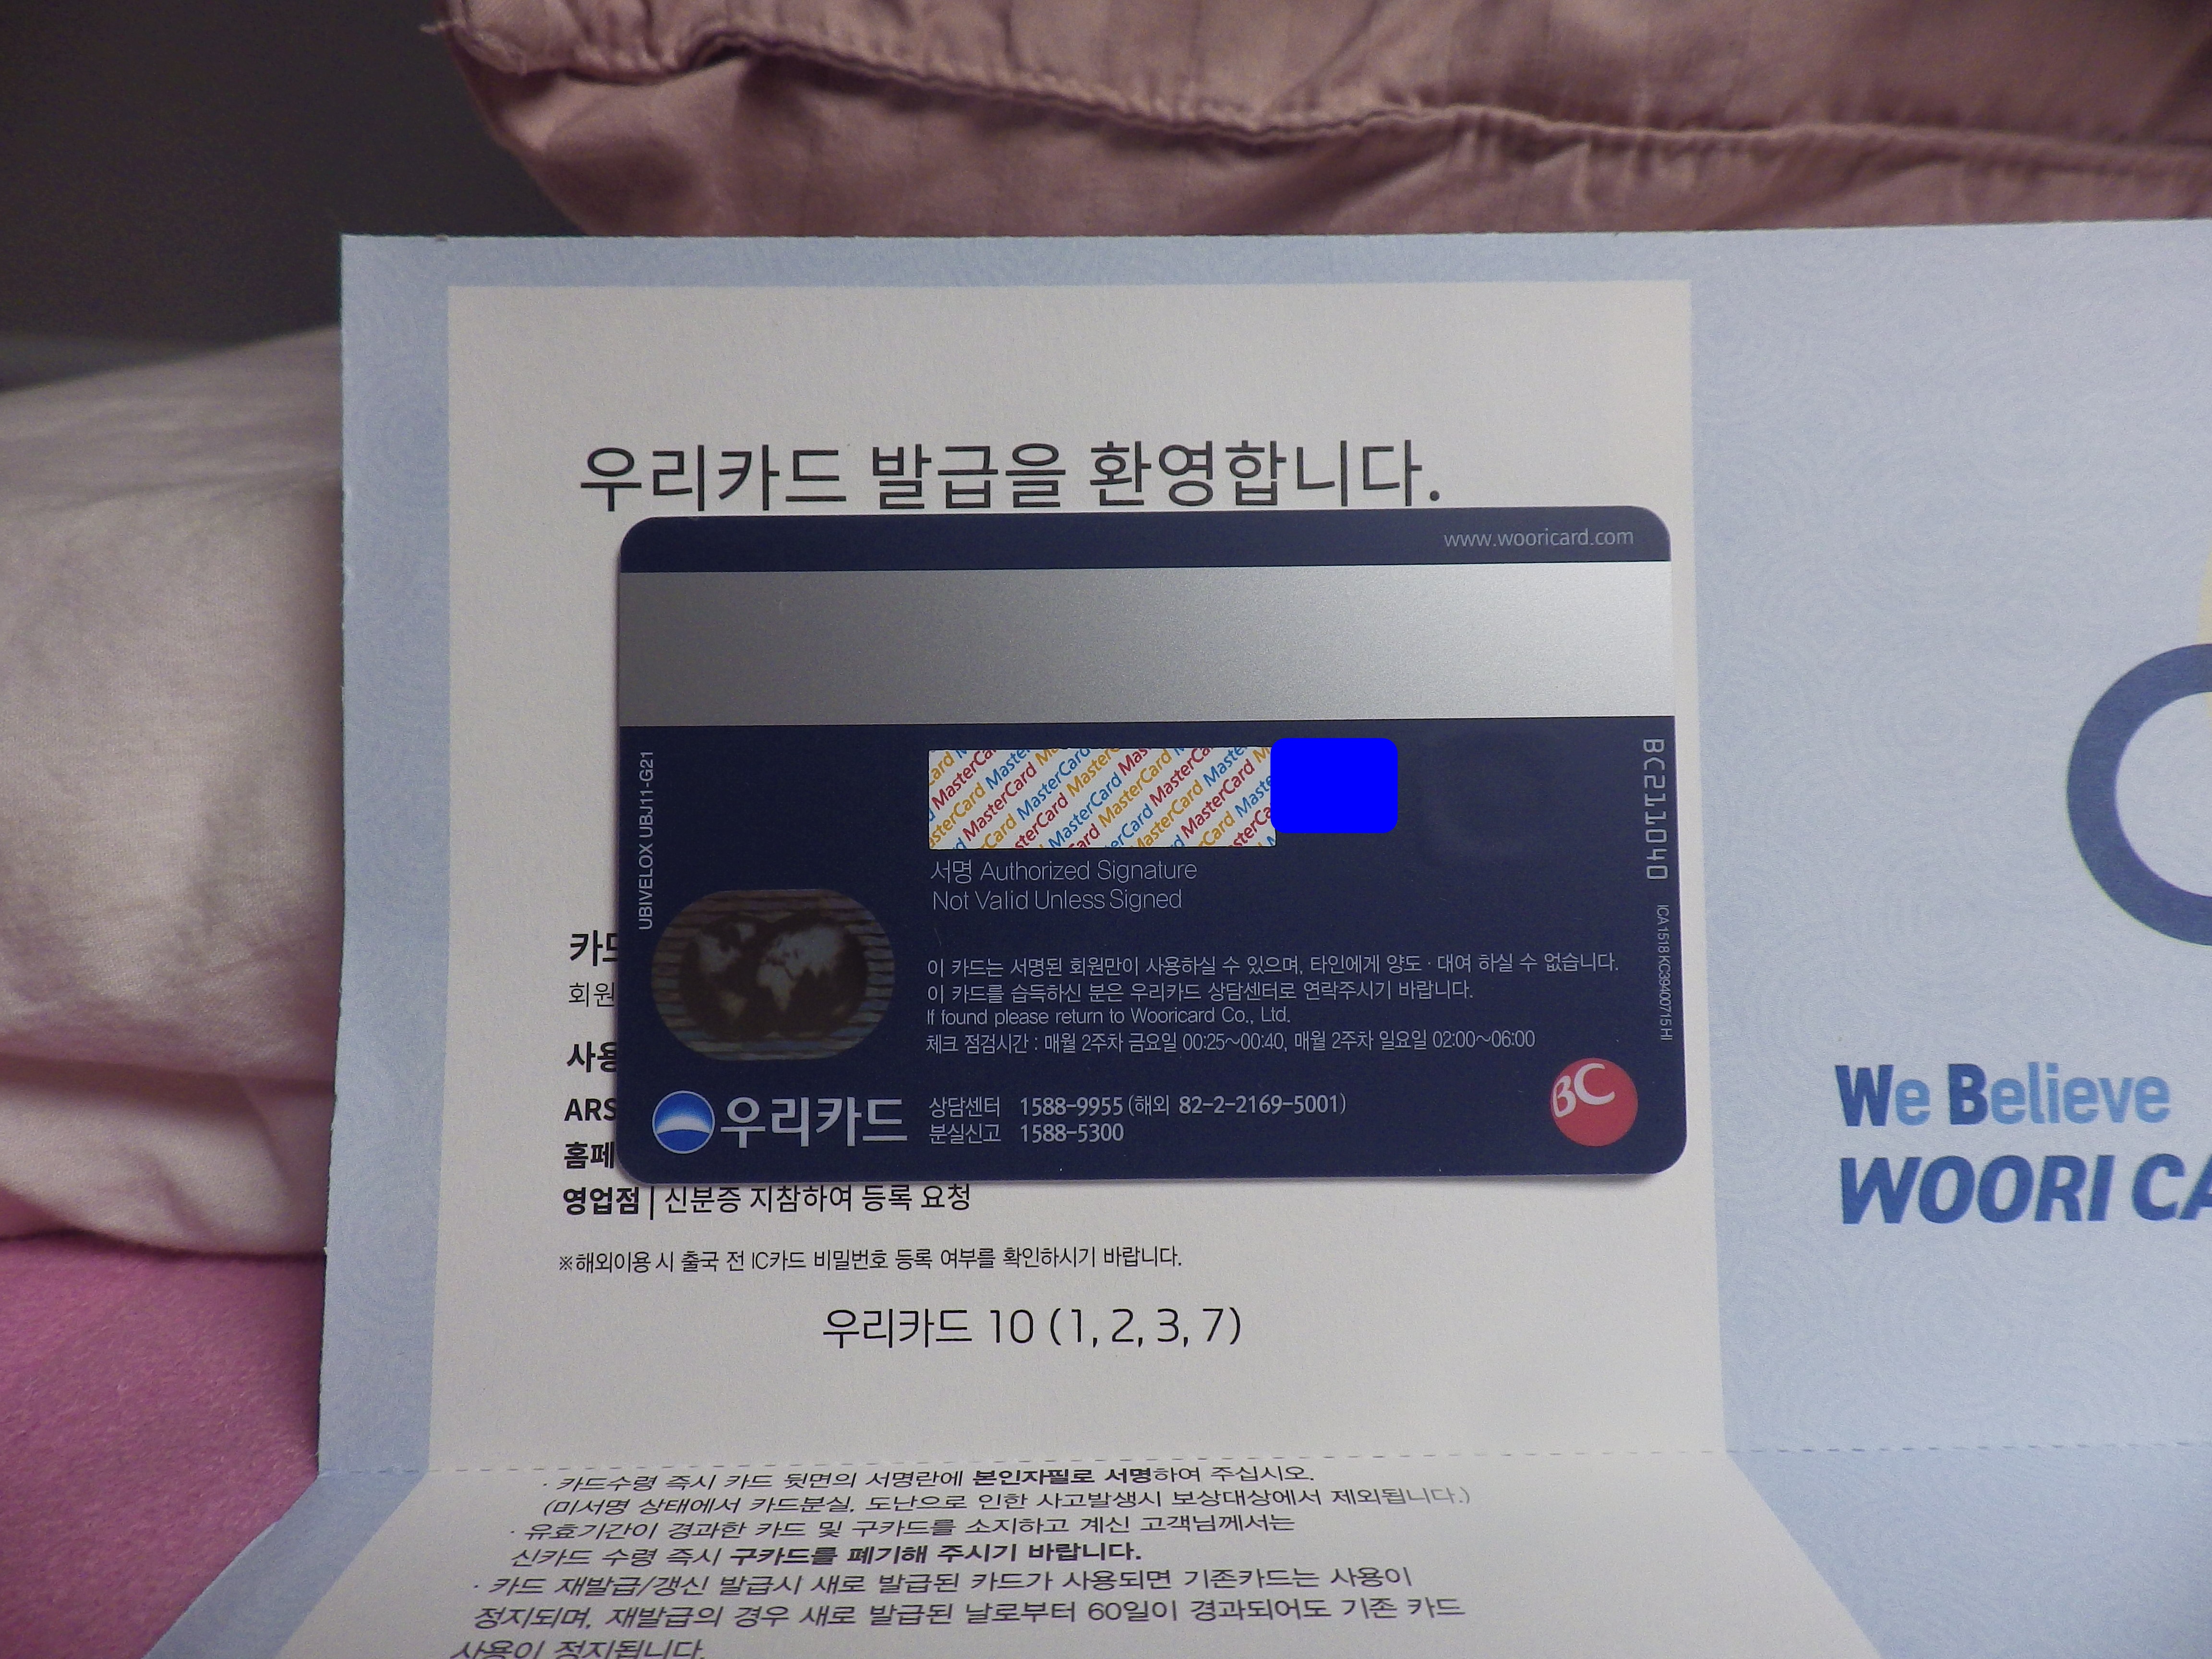 우리카드 발급을 환영합니다.
www.wooricard.com
UBIVELOX UBJ11-G21
BC211040
ICA1518KC39400715HI
MasterCard MasterCard MasterCard
서명 Authorized Signature
Not Valid Unless Signed
이 카드는 서명된 회원만이 사용하실 수 있으며, 타인에게 양도 · 대여 하실 수 없습니다.
이 카드를 습득하신 분은 우리카드 상담센터로 연락주시기 바랍니다.
If found please return to Wooricard Co., Ltd.
체크 점검시간 : 매월 2주차 금요일 00:25~00:40, 매월 2주차 일요일 02:00~06:00
우리카드
상담센터 1588-9955 (해외 82-2-2169-5001)
분실신고 1588-5300
BC
회원
ARS
홈페
영업점 | 신분증 지참하여 등록 요청
※해외이용 시 출국 전 IC카드 비밀번호 등록 여부를 확인하시기 바랍니다.
우리카드 10 (1, 2, 3, 7)
We Believe
WOORI CA
· 카드수령 즉시 카드 뒷면의 서명란에 본인자필로 서명하여 주십시오.
(미서명 상태에서 카드분실, 도난으로 인한 사고발생시 보상대상에서 제외됩니다.)
· 유효기간이 경과한 카드 및 구카드를 소지하고 계신 고객님께서는
신카드 수령 즉시 구카드를 폐기해 주시기 바랍니다.
· 카드 재발급/갱신 발급시 새로 발급된 카드가 사용되면 기존카드는 사용이
정지되며, 재발급의 경우 새로 발급된 날로부터 60일이 경과되어도 기존 카드
사용이 정지됩니다.